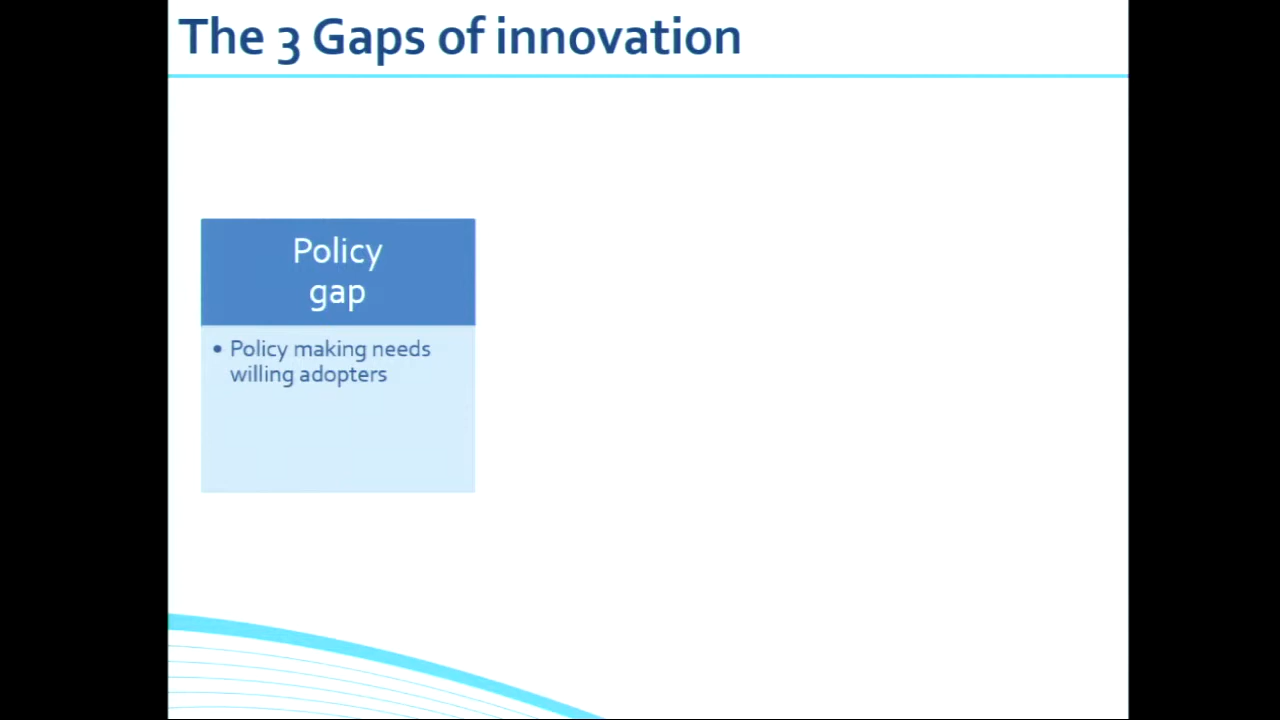 The 3 Gaps of innovation
Policy
gap
• Policy making needs
willing adopters